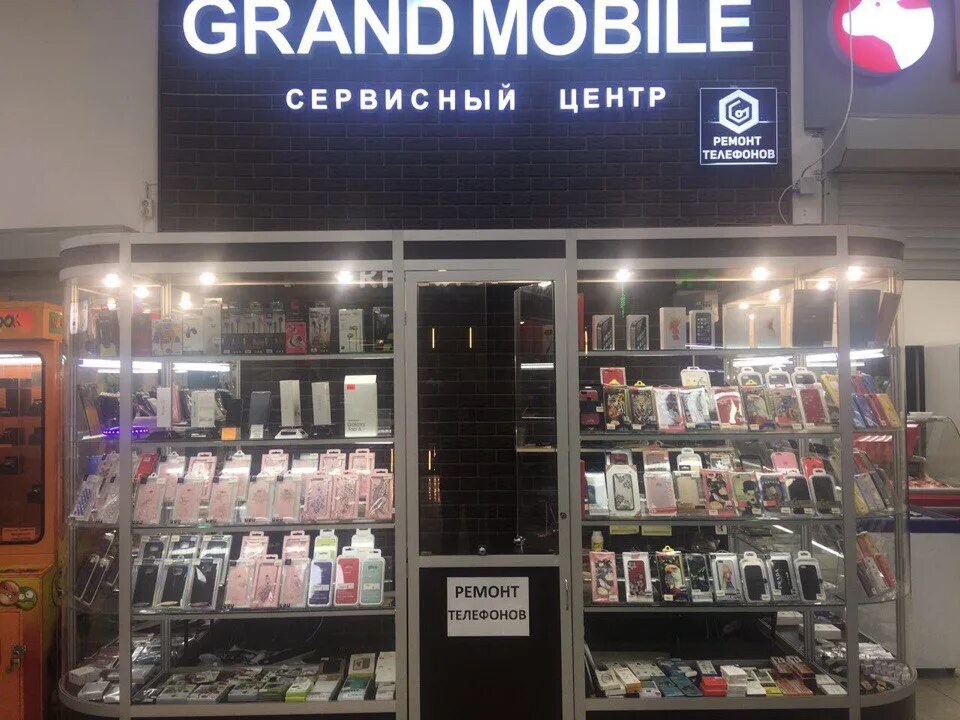 GRAND MOBILE
СЕРВИСНЫЙ ЦЕНТР
РЕМОНТ
ТЕЛЕФОНОВ
РЕМОНТ
ТЕЛЕФОНОВ